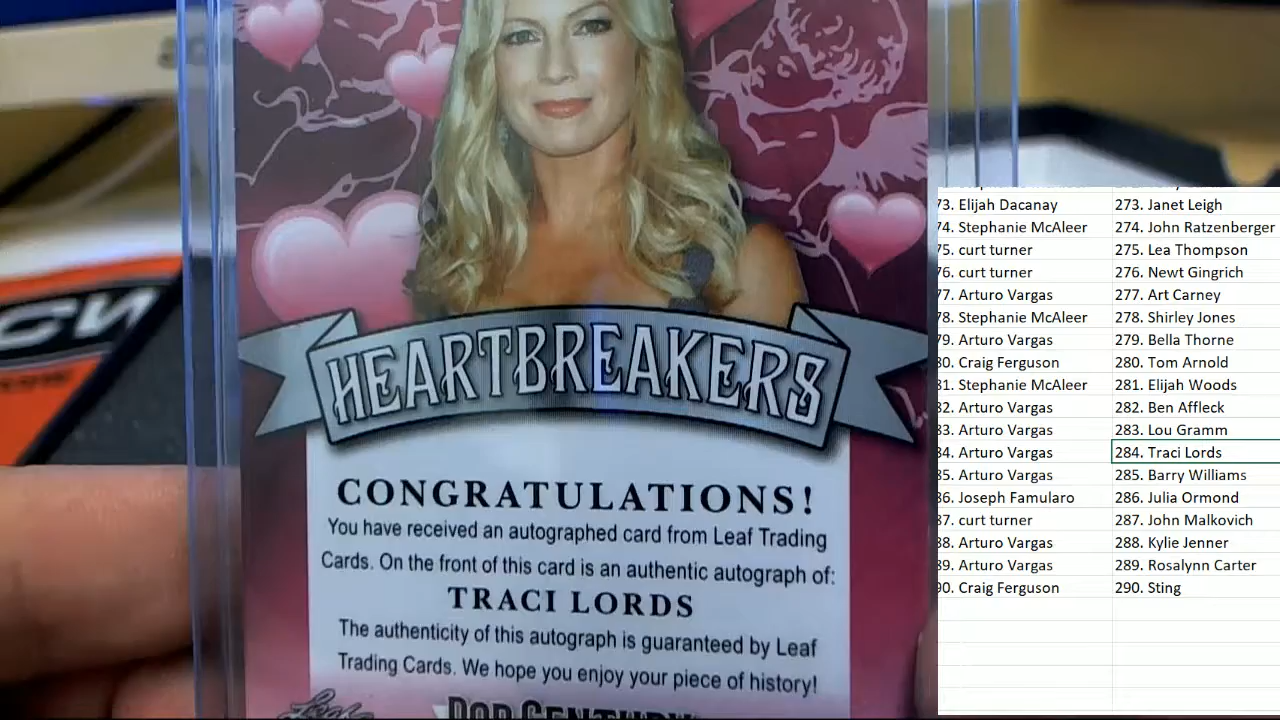 HEARTBREAKERS
CONGRATULATIONS!
You have received an autographed card from Leaf Trading
Cards. On the front of this card is an authentic autograph of:
TRACI LORDS
The authenticity of this autograph is guaranteed by Leaf
Trading Cards. We hope you enjoy your piece of history!
Leaf
POP CENTURY
73. Elijah Dacanay 273. Janet Leigh
74. Stephanie McAleer 274. John Ratzenberger
75. curt turner 275. Lea Thompson
76. curt turner 276. Newt Gingrich
77. Arturo Vargas 277. Art Carney
78. Stephanie McAleer 278. Shirley Jones
79. Arturo Vargas 279. Bella Thorne
80. Craig Ferguson 280. Tom Arnold
81. Stephanie McAleer 281. Elijah Woods
82. Arturo Vargas 282. Ben Affleck
83. Arturo Vargas 283. Lou Gramm
84. Arturo Vargas 284. Traci Lords
85. Arturo Vargas 285. Barry Williams
86. Joseph Famularo 286. Julia Ormond
87. curt turner 287. John Malkovich
88. Arturo Vargas 288. Kylie Jenner
89. Arturo Vargas 289. Rosalynn Carter
90. Craig Ferguson 290. Sting